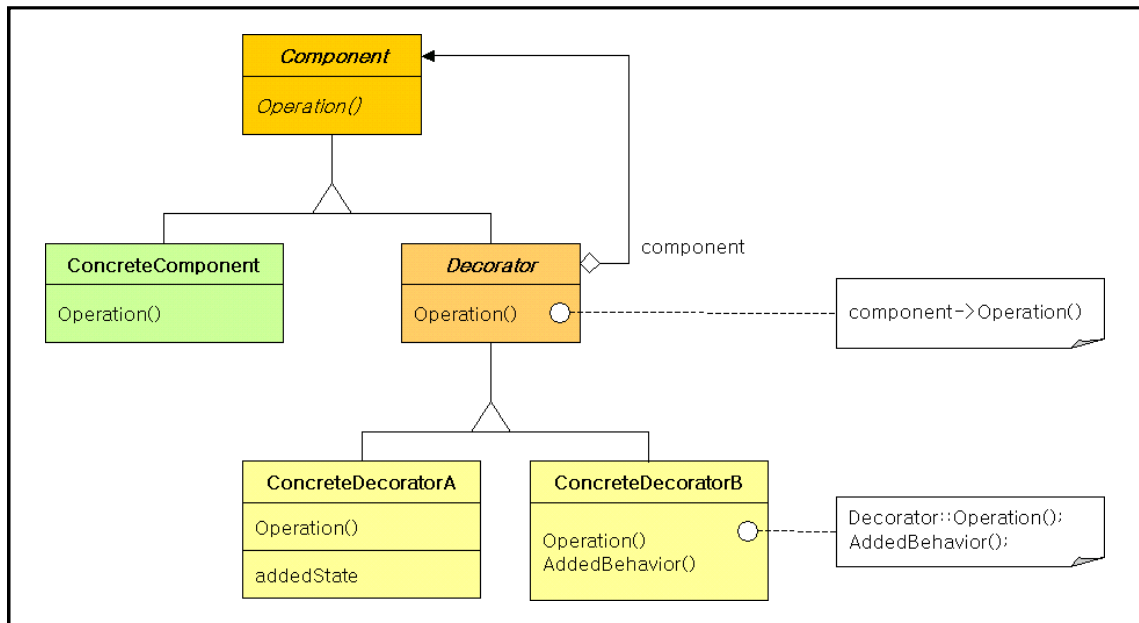 Component
Operation()
ConcreteComponent
Operation()
Decorator
Operation()
component
component->Operation()
ConcreteDecoratorA
Operation()
addedState
ConcreteDecoratorB
Operation()
AddedBehavior()
Decorator::Operation();
AddedBehavior();